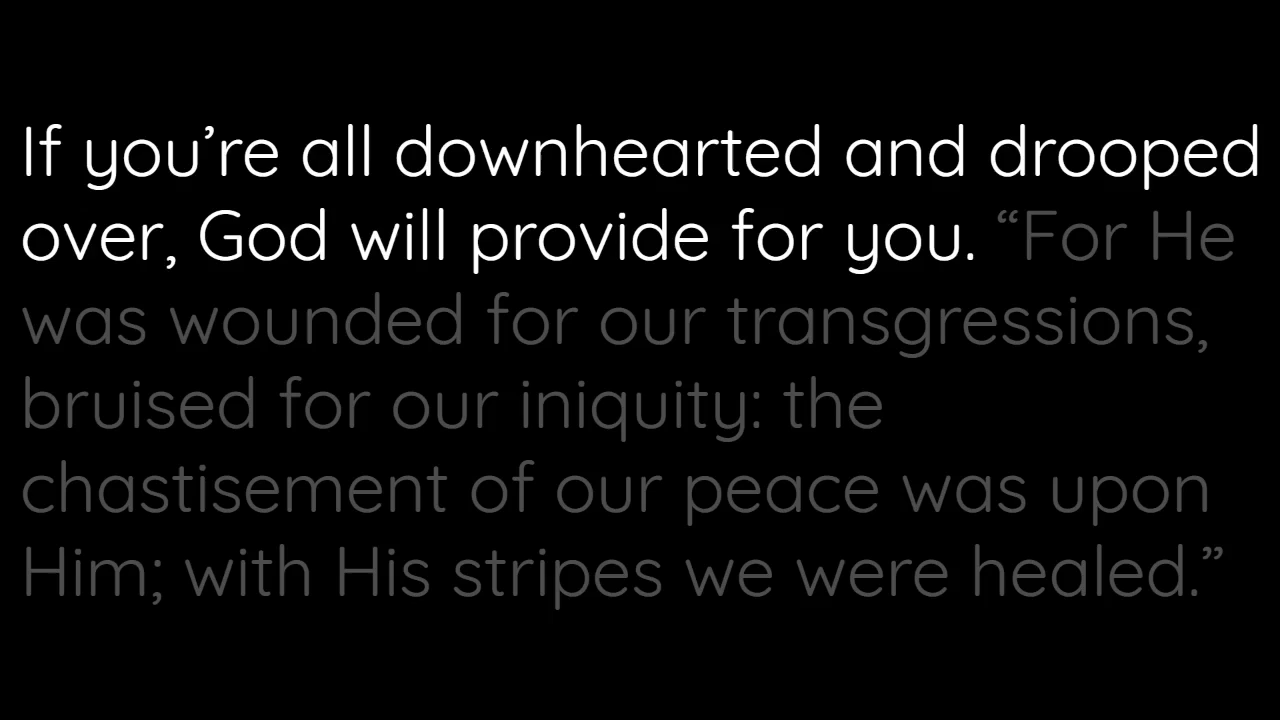 If you’re all downhearted and drooped
over, God will provide for you. “For He
was wounded for our transgressions,
bruised for our iniquity: the
chastisement of our peace was upon
Him; with His stripes we were healed.”